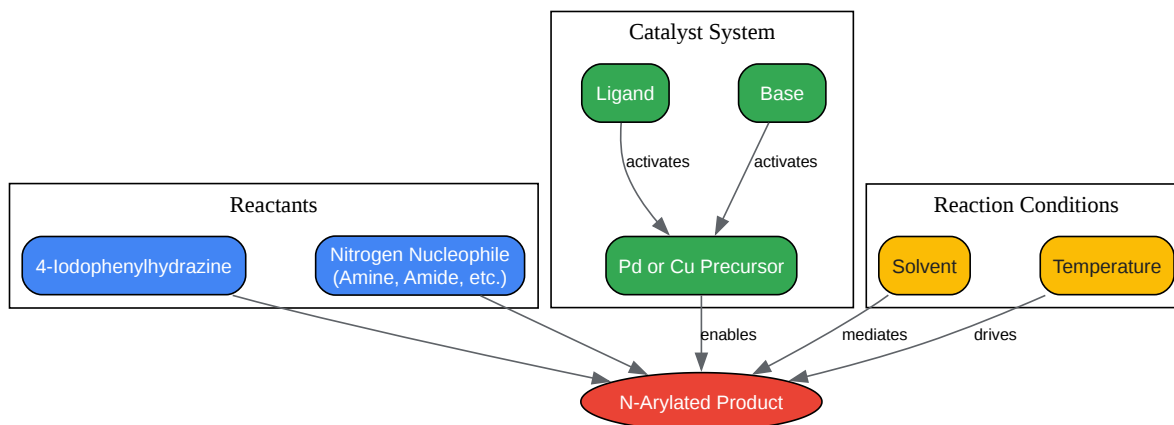 Catalyst System
Ligand
Base
activates
activates
Reactants
Reaction Conditions
4-Iodophenylhydrazine
Nitrogen Nucleophile
(Amine, Amide, etc.)
Pd or Cu Precursor
Solvent
Temperature
enables
mediates
drives
N-Arylated Product